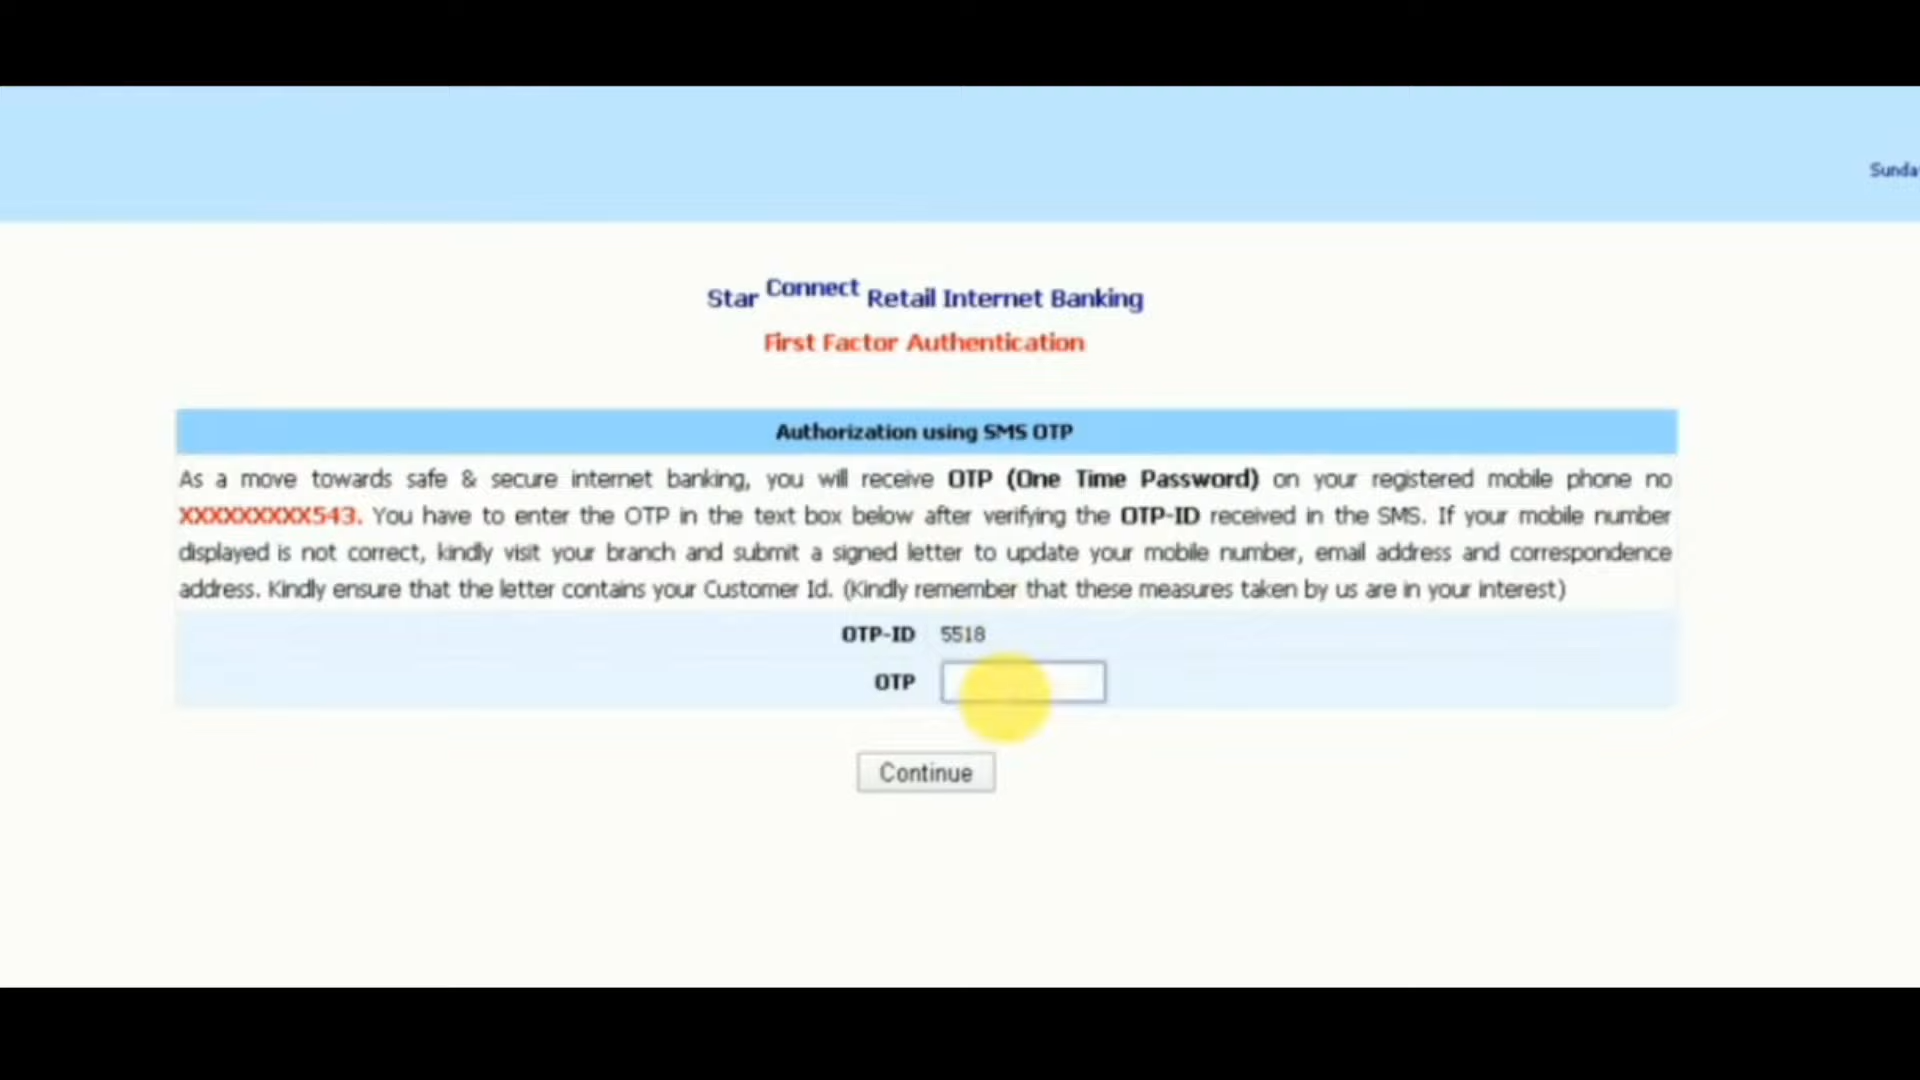 Sunda
Star Connect Retail Internet Banking
First Factor Authentication
Authorization using SMS OTP
As a move towards safe & secure internet banking, you will receive OTP (One Time Password) on your registered mobile phone no
XXXXXXXXX543. You have to enter the OTP in the text box below after verifying the OTP-ID received in the SMS. If your mobile number
displayed is not correct, kindly visit your branch and submit a signed letter to update your mobile number, email address and correspondence
address. Kindly ensure that the letter contains your Customer Id. (Kindly remember that these measures taken by us are in your interest)
OTP-ID 5518
OTP
Continue